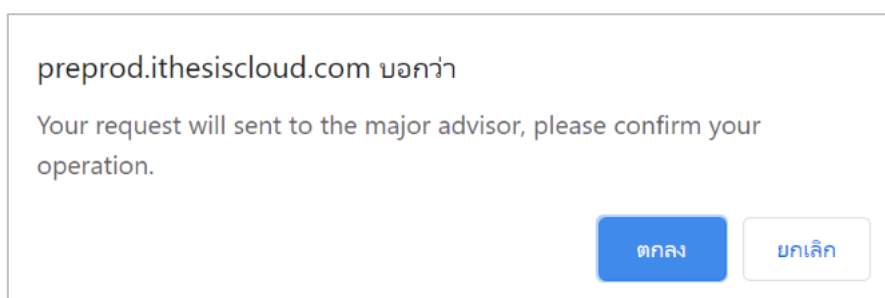 preprod.ithesiscloud.com บอกว่า
Your request will sent to the major advisor, please confirm your
operation.
ตกลง ยกเลิก